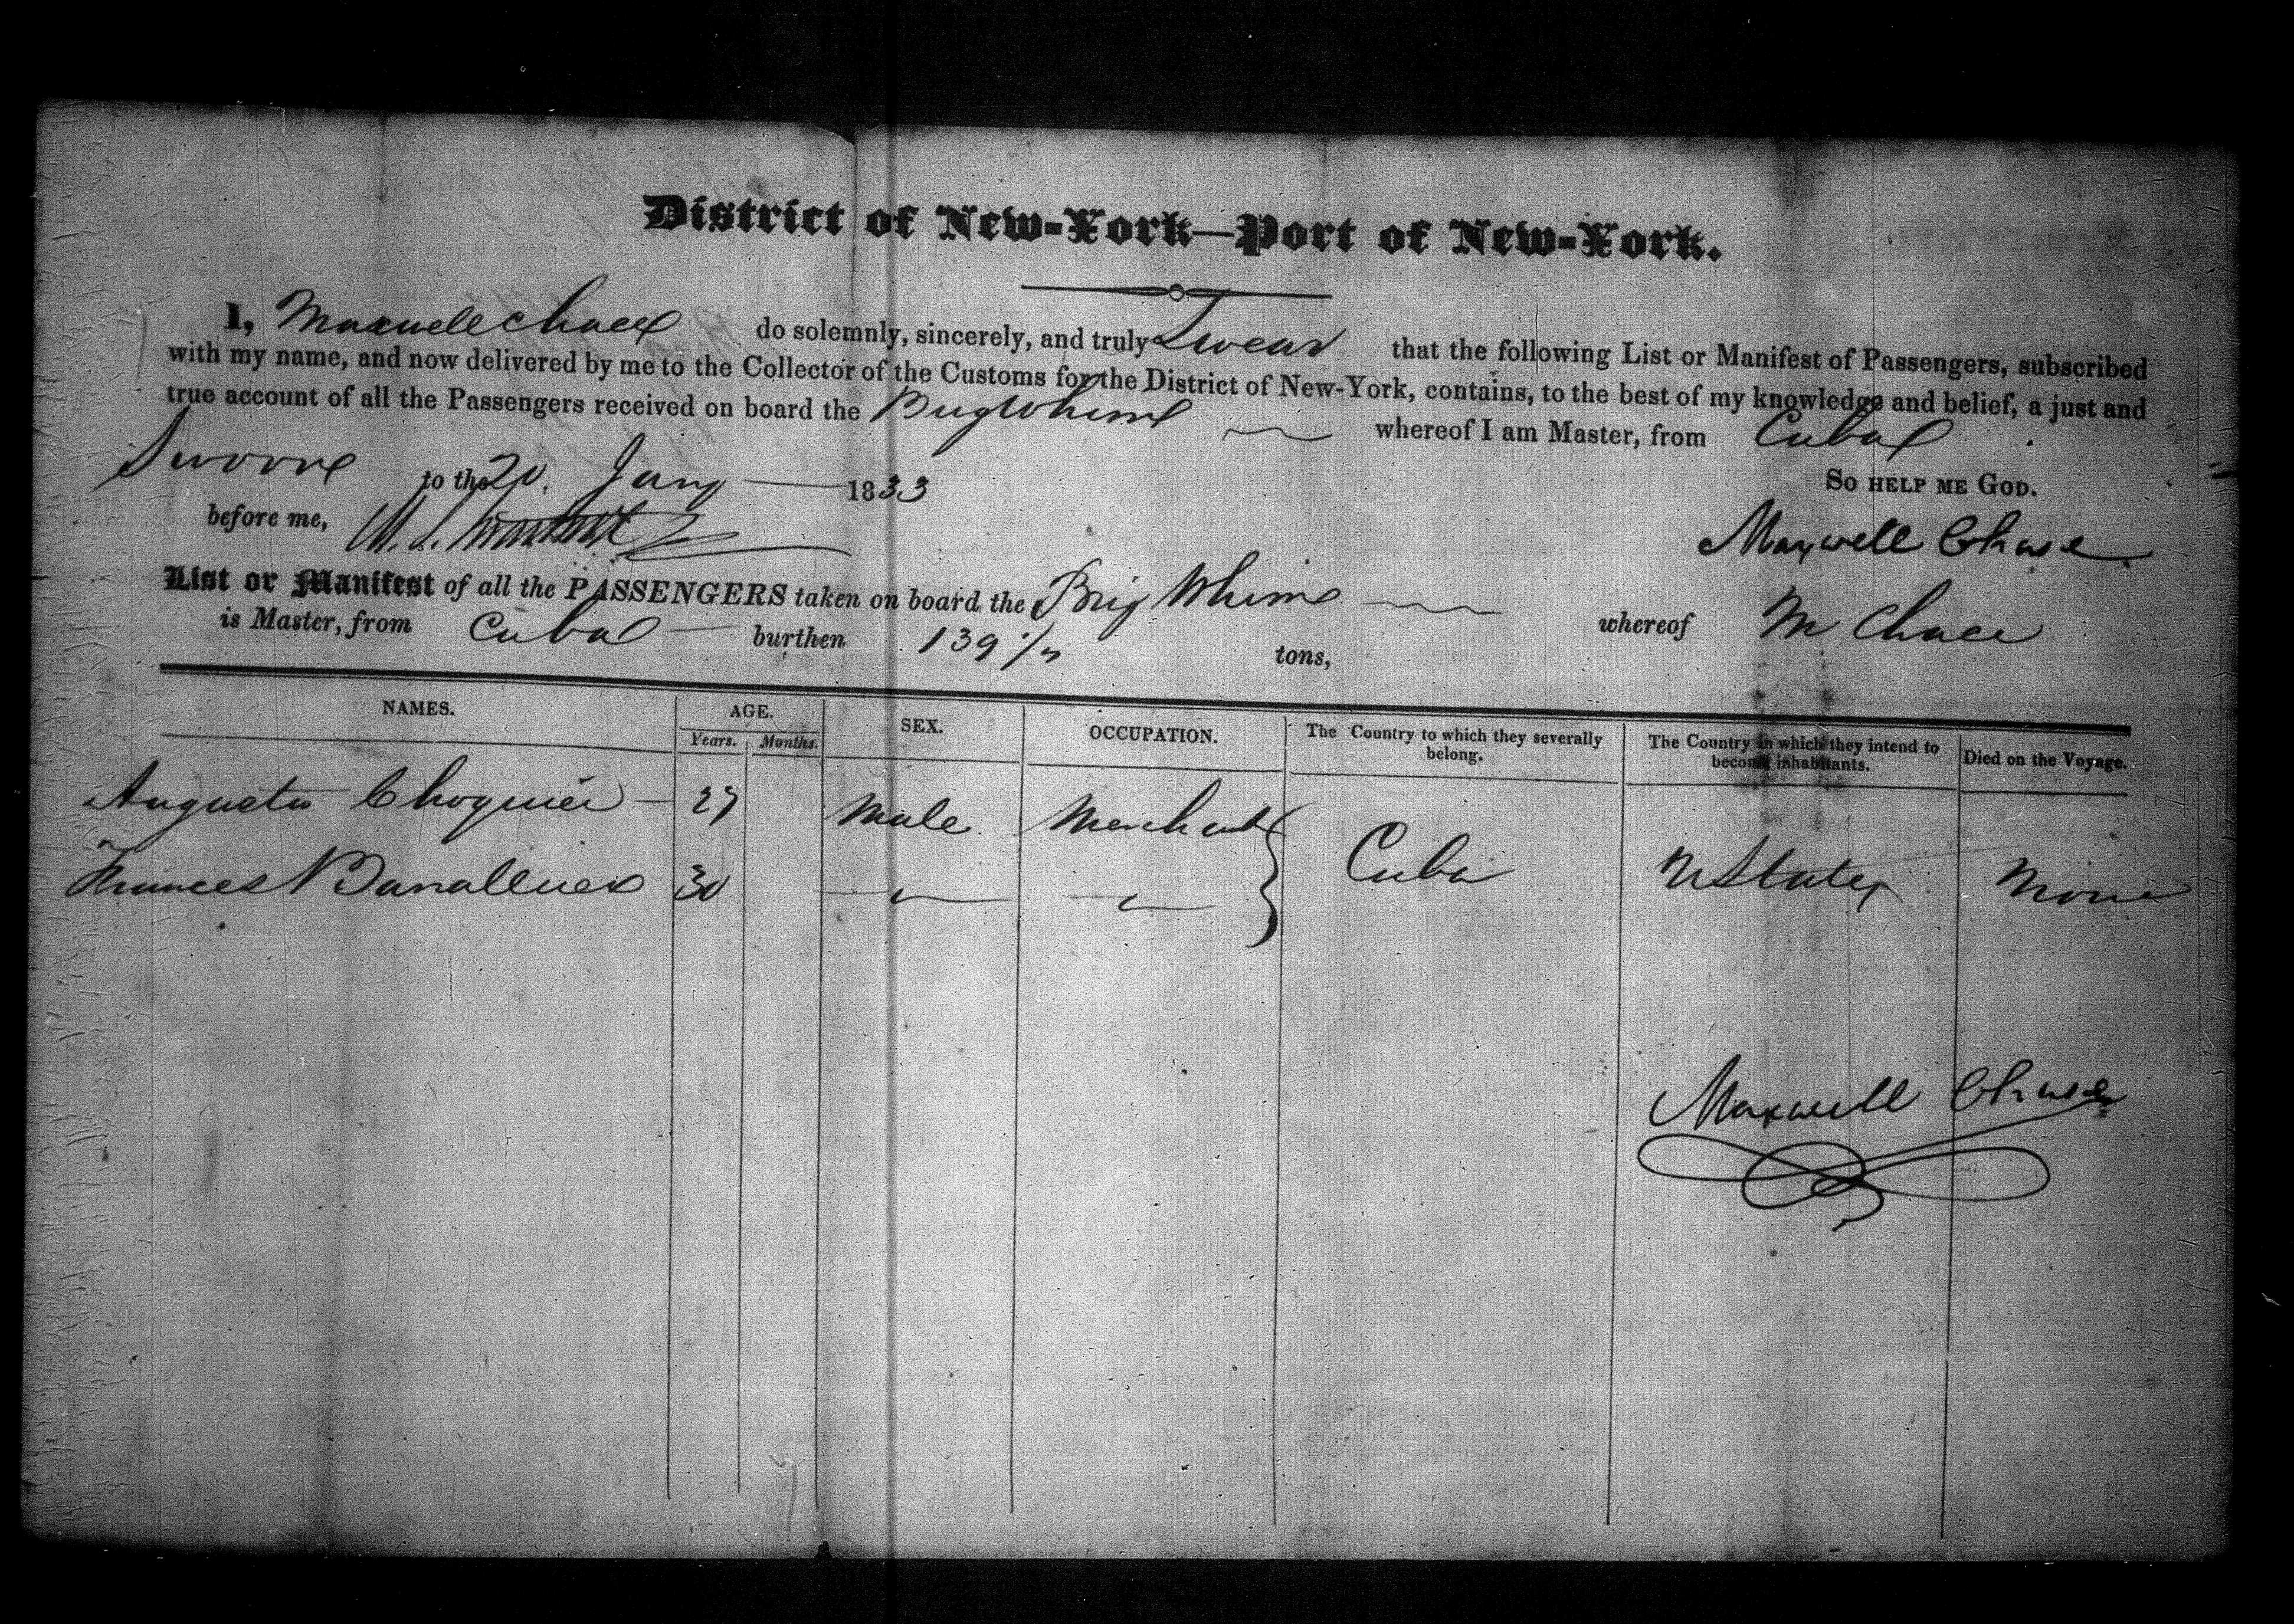 District of New-York—Port of New-York.
I, Maxwell Chace do solemnly, sincerely, and truly Swear that the following List or Manifest of Passengers, subscribed
with my name, and now delivered by me to the Collector of the Customs for the District of New-York, contains, to the best of my knowledge and belief, a just and
true account of all the Passengers received on board the Brig Whim whereof I am Master, from Cuba
Sworn to the 20 Jany 1833 So help me God.
before me, Maxwell Chase
List or Manifest of all the PASSENGERS taken on board the Brig Whim whereof M Chace
is Master, from Cuba burthen 139 tons,
NAMES. AGE. SEX. OCCUPATION. The Country to which they severally belong. The Country in which they intend to become inhabitants. Died on the Voyage.
Years. Months.
Augusta 27 Male Merchant
Frances 30 Cuba UStates None
Maxwell Chase